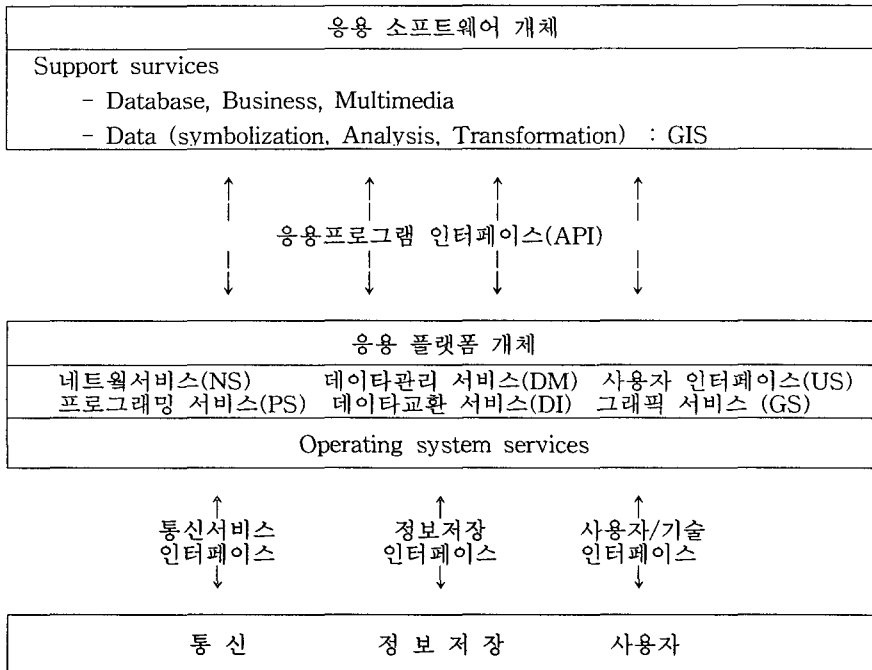 응용 소프트웨어 개체
Support survices
- Database, Business, Multimedia
- Data (symbolization, Analysis, Transformation) : GIS
응용프로그램 인터페이스(API)
응용 플랫폼 개체
네트웍서비스(NS) 데이타관리 서비스(DM) 사용자 인터페이스(US)
프로그래밍 서비스(PS) 데이타교환 서비스(DI) 그래픽 서비스 (GS)
Operating system services
통신서비스 정보저장 사용자/기술
인터페이스 인터페이스 인터페이스
통 신 정 보 저 장 사용자